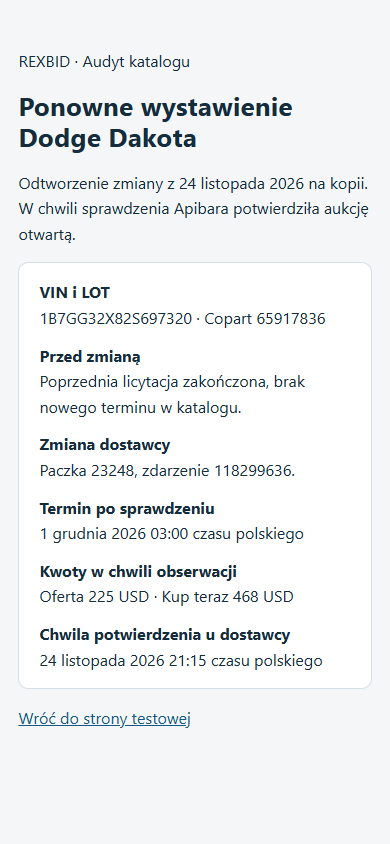 REXBID · Audyt katalogu
Ponowne wystawienie
Dodge Dakota
Odtworzenie zmiany z 24 listopada 2026 na kopii.
W chwili sprawdzenia Apibara potwierdziła aukcję
otwartą.
VIN i LOT
1B7GG32X82S697320 · Copart 65917836
Przed zmianą
Poprzednia licytacja zakończona, brak
nowego terminu w katalogu.
Zmiana dostawcy
Paczka 23248, zdarzenie 118299636.
Termin po sprawdzeniu
1 grudnia 2026 03:00 czasu polskiego
Kwoty w chwili obserwacji
Oferta 225 USD · Kup teraz 468 USD
Chwila potwierdzenia u dostawcy
24 listopada 2026 21:15 czasu polskiego
Wróć do strony testowej